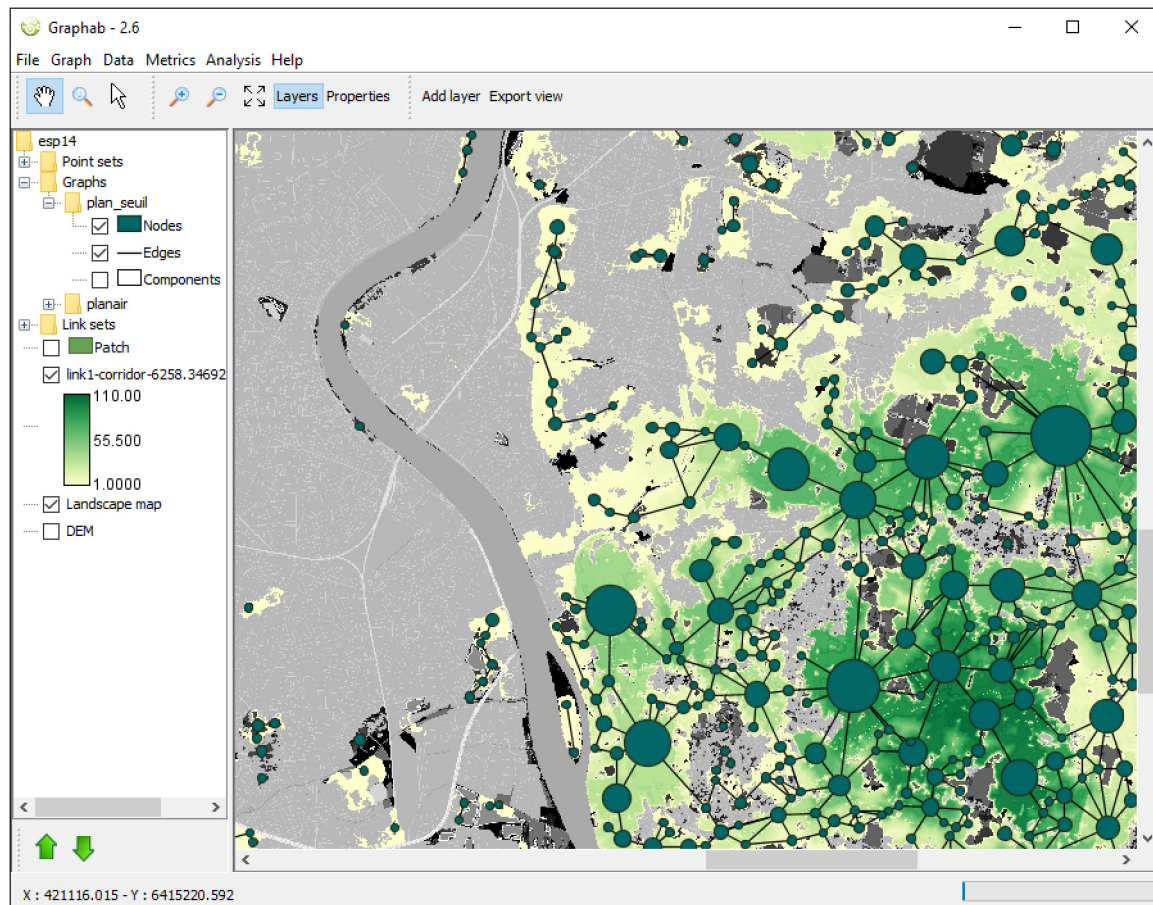 Graphab - 2.6
File Graph Data Metrics Analysis Help
Layers Properties Add layer Export view
esp14
Point sets
Graphs
plan_seuil
Nodes
Edges
Components
planair
Link sets
Patch
link1-corridor-6258.34692
110.00
55.500
1.0000
Landscape map
DEM
X : 421116.015 - Y : 6415220.592